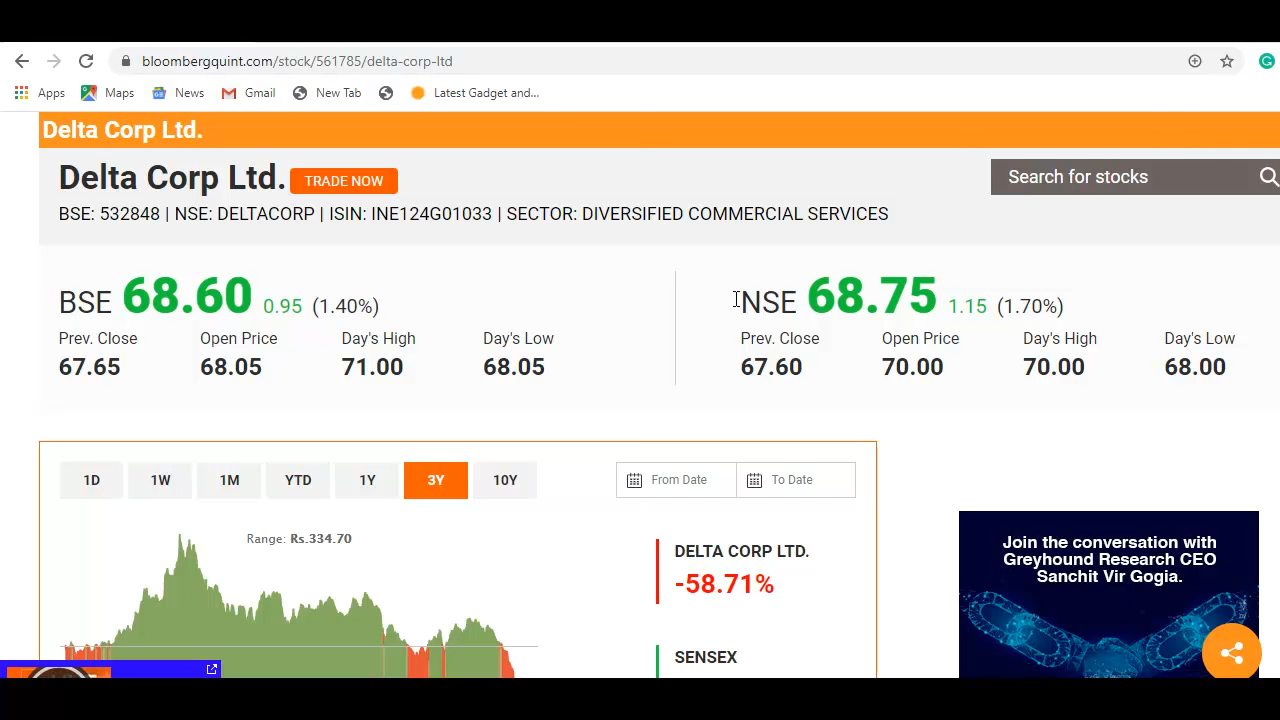 bloombergquint.com/stock/561785/delta-corp-ltd
Apps Maps News Gmail New Tab Latest Gadget and...
Delta Corp Ltd.
Delta Corp Ltd. TRADE NOW
Search for stocks
BSE: 532848 | NSE: DELTACORP | ISIN: INE124G01033 | SECTOR: DIVERSIFIED COMMERCIAL SERVICES
BSE 68.60 0.95 (1.40%)
Prev. Close Open Price Day's High Day's Low
67.65 68.05 71.00 68.05
NSE 68.75 1.15 (1.70%)
Prev. Close Open Price Day's High Day's Low
67.60 70.00 70.00 68.00
1D 1W 1M YTD 1Y 3Y 10Y
From Date To Date
Range: Rs.334.70
DELTA CORP LTD.
-58.71%
SENSEX
Join the conversation with
Greyhound Research CEO
Sanchit Vir Gogia.